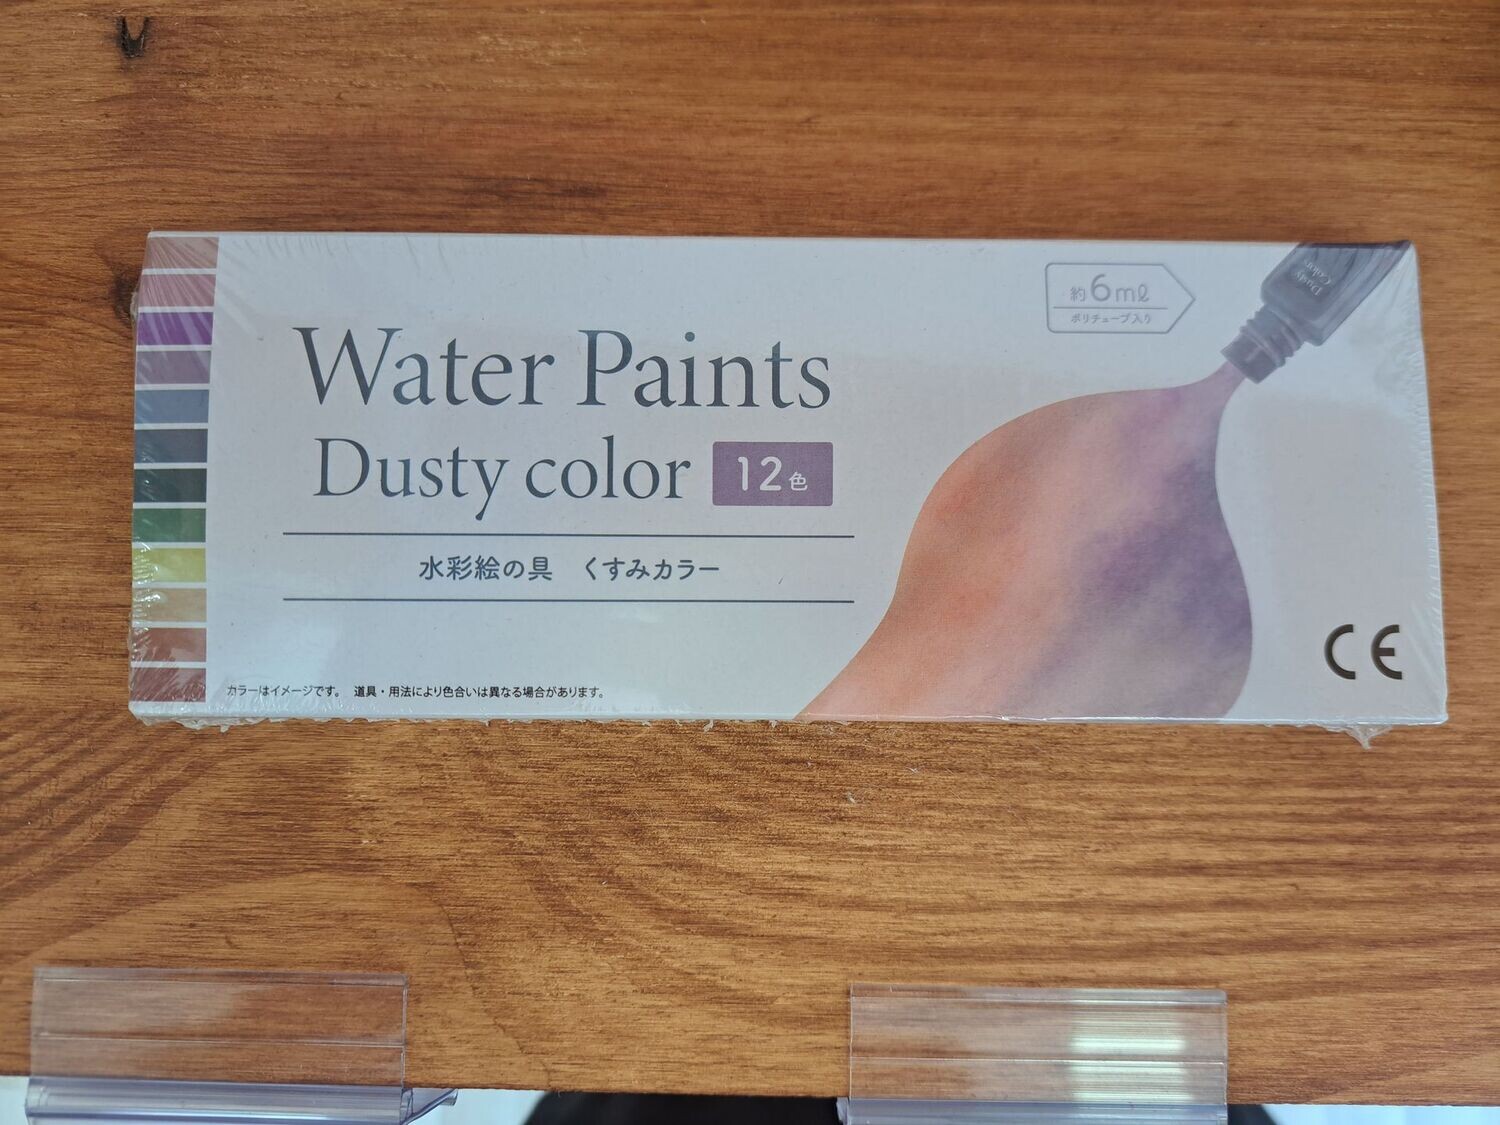 Water Paints
Dusty color 12色
水彩絵の具 くすみカラー
カラーはイメージです。 道具・用法により色合いは異なる場合があります。
約6ml
ポリチューブ入り
Dusty
Color
CE